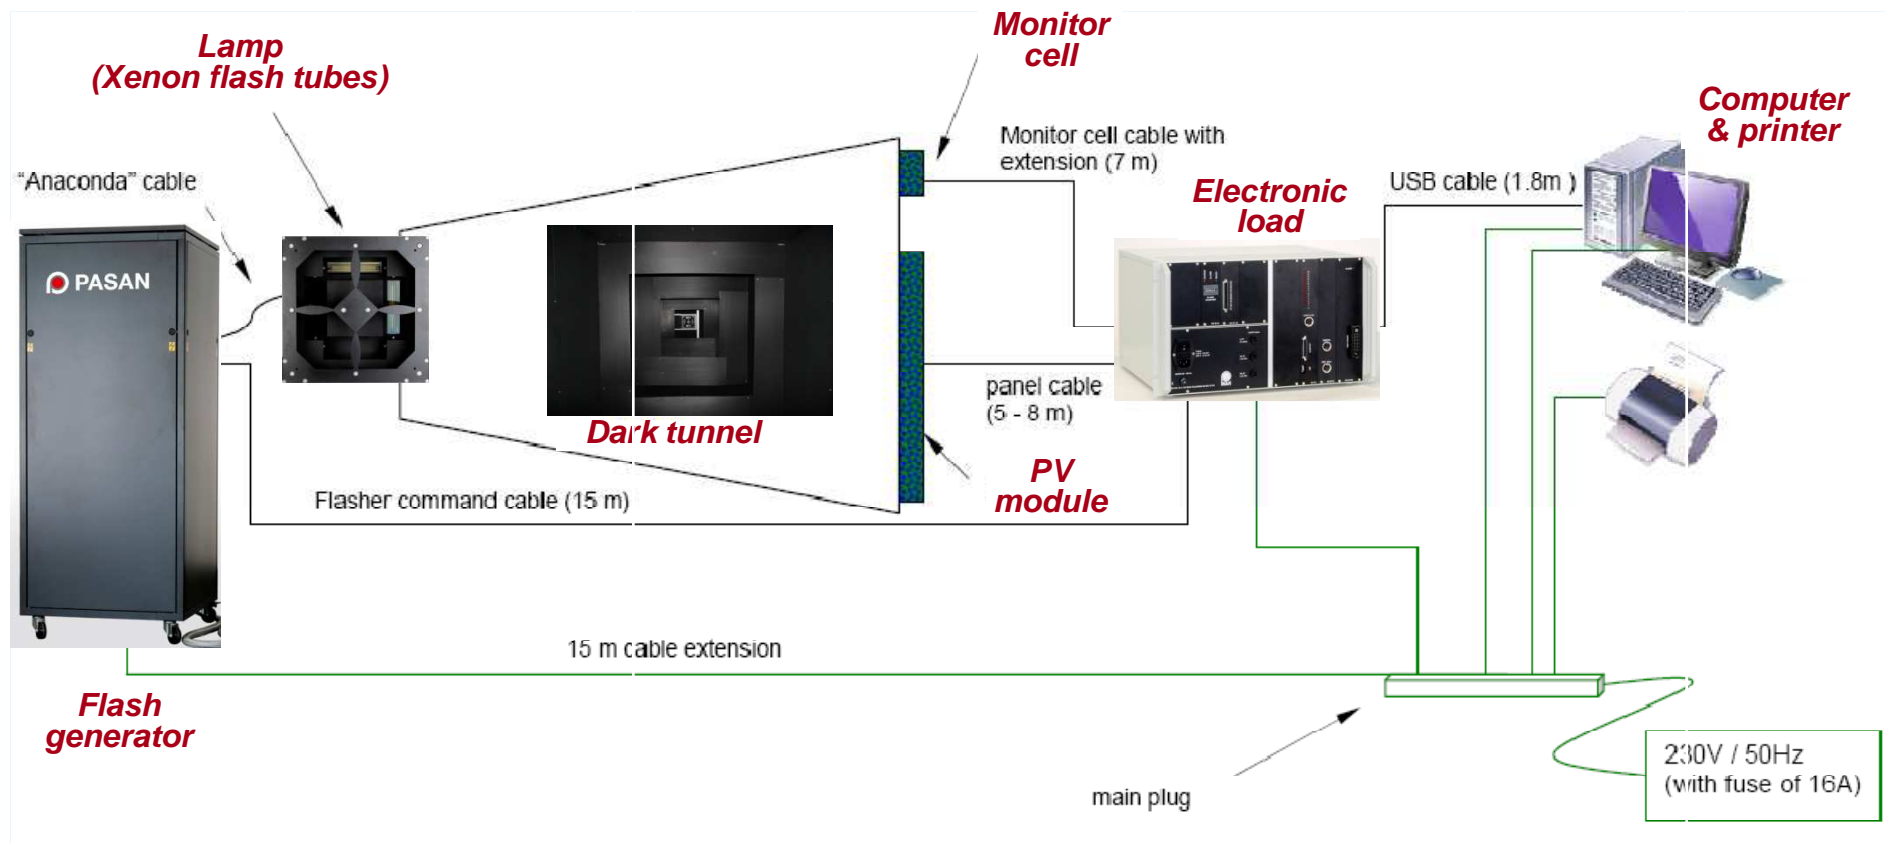 Monitor
cell
Lamp
(Xenon flash tubes)
Computer
& printer
Monitor cell cable with
extension (7 m)
"Anaconda" cable
Electronic
load
USB cable (1.8m )
PASAN
panel cable
(5 - 8 m)
Dark tunnel
PV
module
Flasher command cable (15 m)
15 m cable extension
Flash
generator
230V / 50Hz
(with fuse of 16A)
main plug